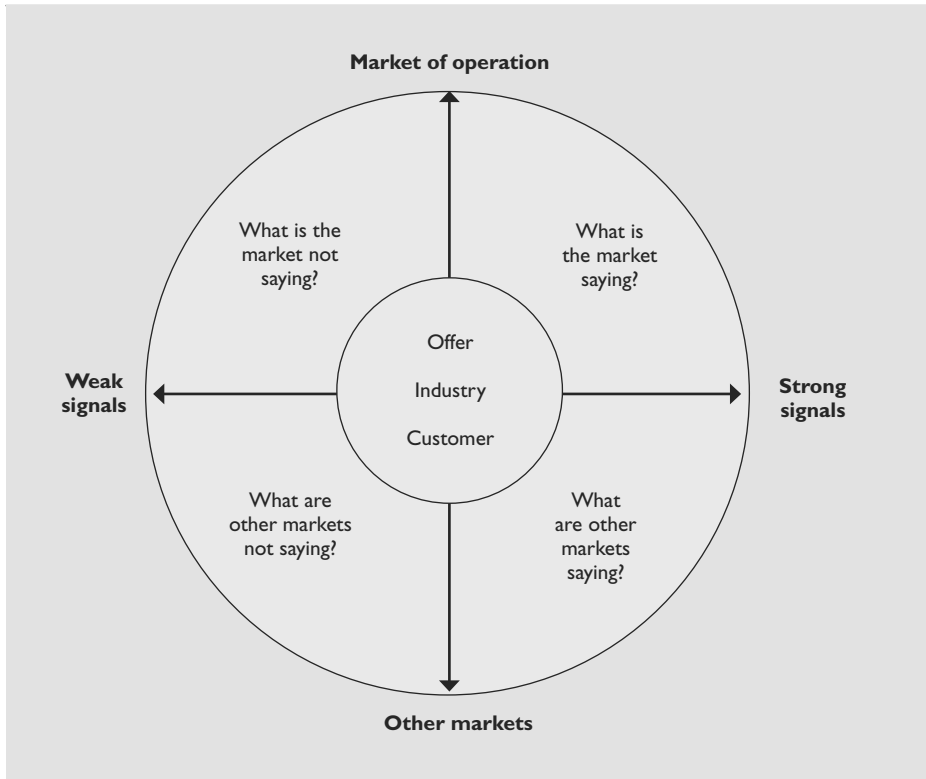 Market of operation
What is the
market not
saying?
What is
the market
saying?
Offer
Industry
Customer
Weak
signals
Strong
signals
What are
other markets
not saying?
What
are other
markets
saying?
Other markets